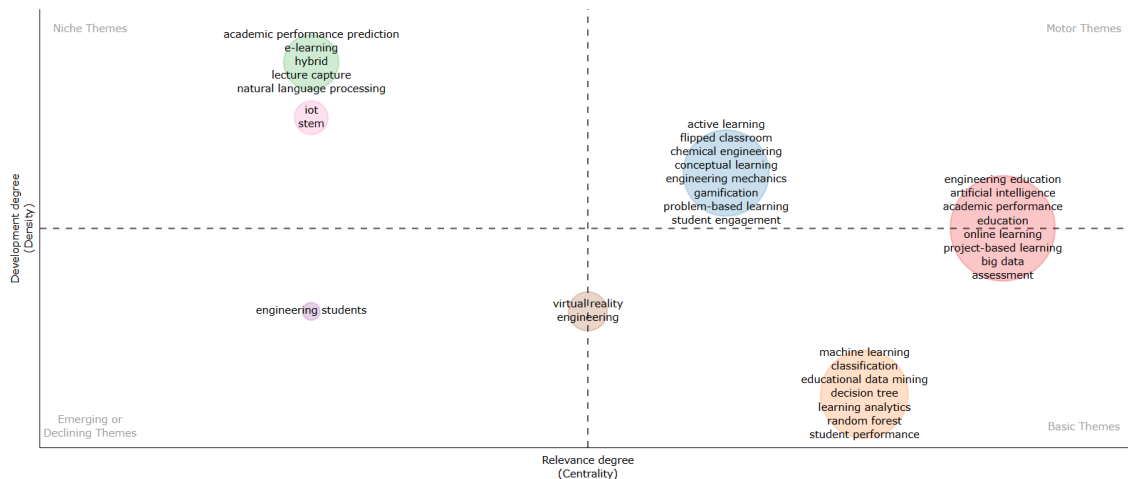 Niche Themes
Motor Themes
academic performance prediction
e-learning
hybrid
lecture capture
natural language processing
iot
stem
active learning
flipped classroom
chemical engineering
conceptual learning
engineering mechanics
gamification
problem-based learning
student engagement
engineering education
artificial intelligence
academic performance
education
online learning
project-based learning
big data
assessment
Development degree
(Density)
engineering students
virtual reality
engineering
machine learning
classification
educational data mining
decision tree
learning analytics
random forest
student performance
Emerging or
Declining Themes
Basic Themes
Relevance degree
(Centrality)